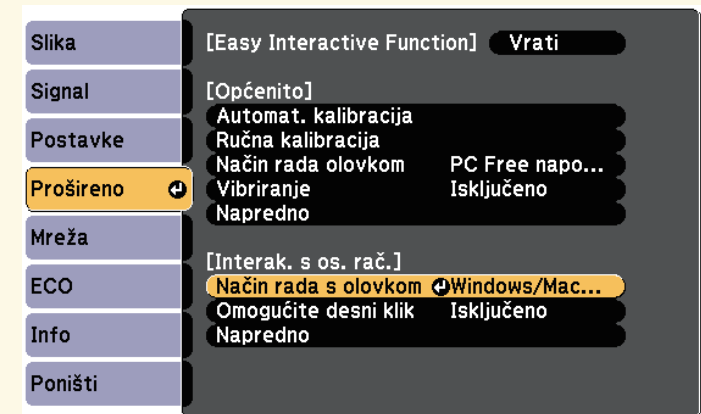 Slika
Signal
Postavke
Prošireno
Mreža
ECO
Info
Poništi
[Easy Interactive Function] Vrati
[Općenito]
Automat. kalibracija
Ručna kalibracija
Način rada olovkom PC Free napo...
Vibriranje Isključeno
Napredno
[Interak. s os. rač.]
Način rada s olovkom Windows/Mac...
Omogućite desni klik Isključeno
Napredno